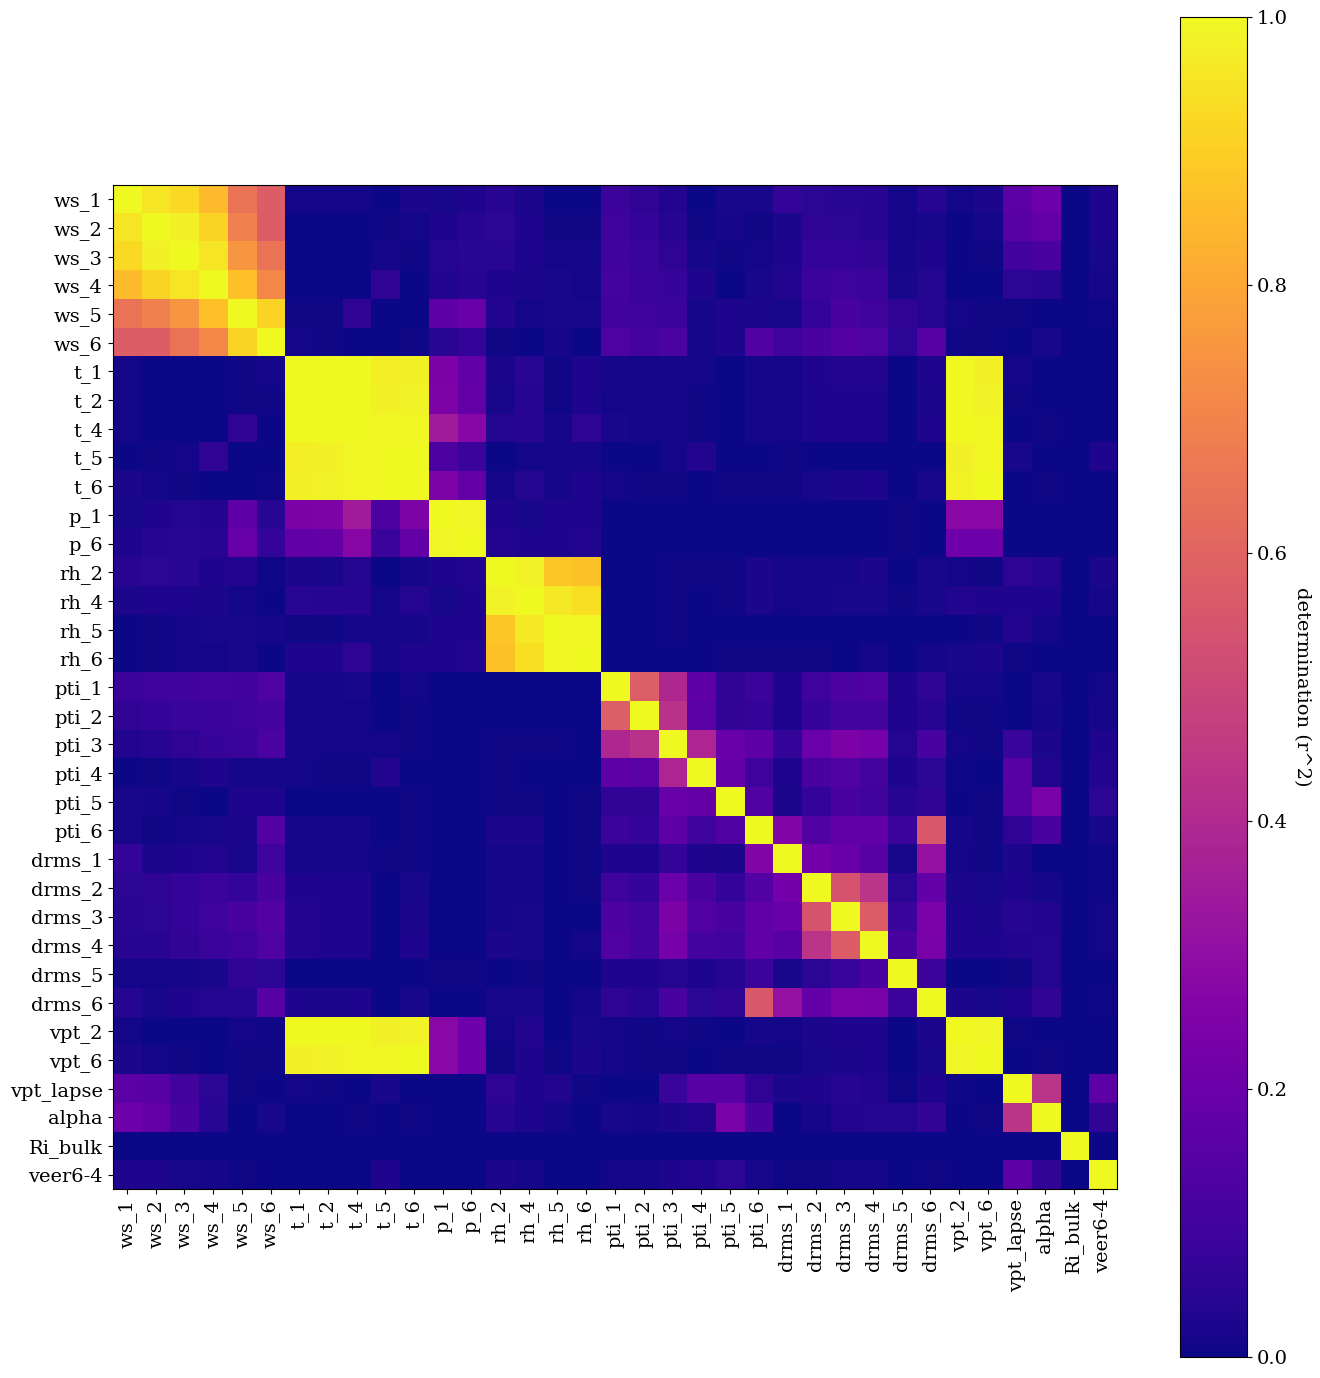 ws_1
ws_2
ws_3
ws_4
ws_5
ws_6
t_1
t_2
t_4
t_5
t_6
p_1
p_6
rh_2
rh_4
rh_5
rh_6
pti_1
pti_2
pti_3
pti_4
pti_5
pti_6
drms_1
drms_2
drms_3
drms_4
drms_5
drms_6
vpt_2
vpt_6
vpt_lapse
alpha
Ri_bulk
veer6-4
ws_1
ws_2
ws_3
ws_4
ws_5
ws_6
t_1
t_2
t_4
t_5
t_6
p_1
p_6
rh_2
rh_4
rh_5
rh_6
pti_1
pti_2
pti_3
pti_4
pti_5
pti_6
drms_1
drms_2
drms_3
drms_4
drms_5
drms_6
vpt_2
vpt_6
vpt_lapse
alpha
Ri_bulk
veer6-4
1.0
0.8
0.6
0.4
0.2
0.0
determination (r^2)